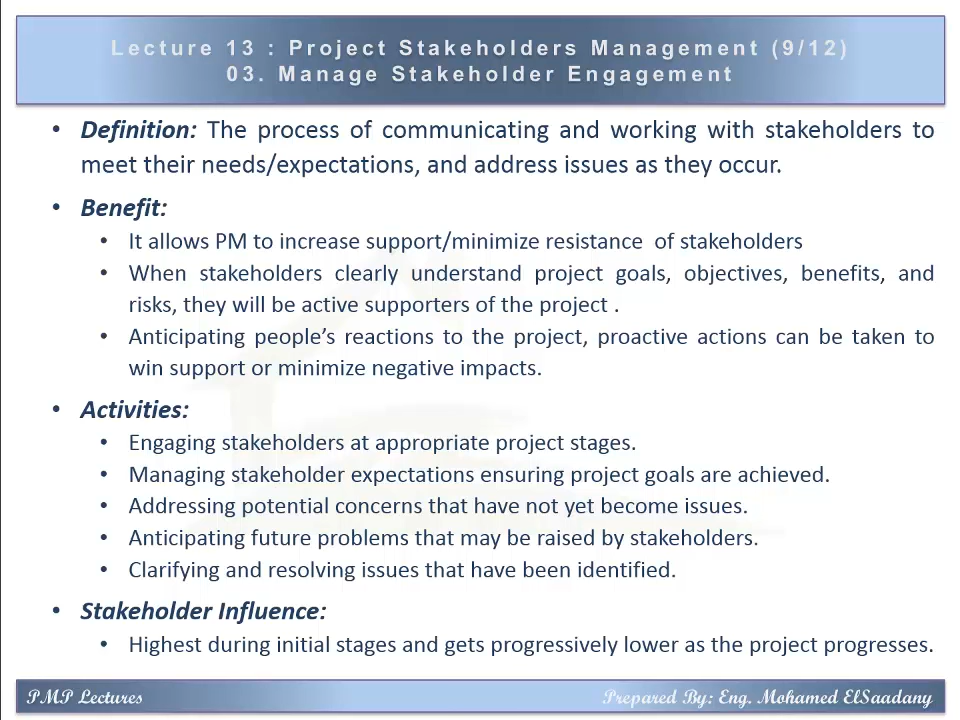 Lecture 13 : Project Stakeholders Management (9/12)
03. Manage Stakeholder Engagement
• Definition: The process of communicating and working with stakeholders to
meet their needs/expectations, and address issues as they occur.
• Benefit:
• It allows PM to increase support/minimize resistance  of stakeholders
• When stakeholders clearly understand project goals, objectives, benefits, and
risks, they will be active supporters of the project .
• Anticipating people’s reactions to the project, proactive actions can be taken to
win support or minimize negative impacts.
• Activities:
• Engaging stakeholders at appropriate project stages.
• Managing stakeholder expectations ensuring project goals are achieved.
• Addressing potential concerns that have not yet become issues.
• Anticipating future problems that may be raised by stakeholders.
• Clarifying and resolving issues that have been identified.
• Stakeholder Influence:
• Highest during initial stages and gets progressively lower as the project progresses.
PMP Lectures
Prepared By: Eng. Mohamed ElSaadany